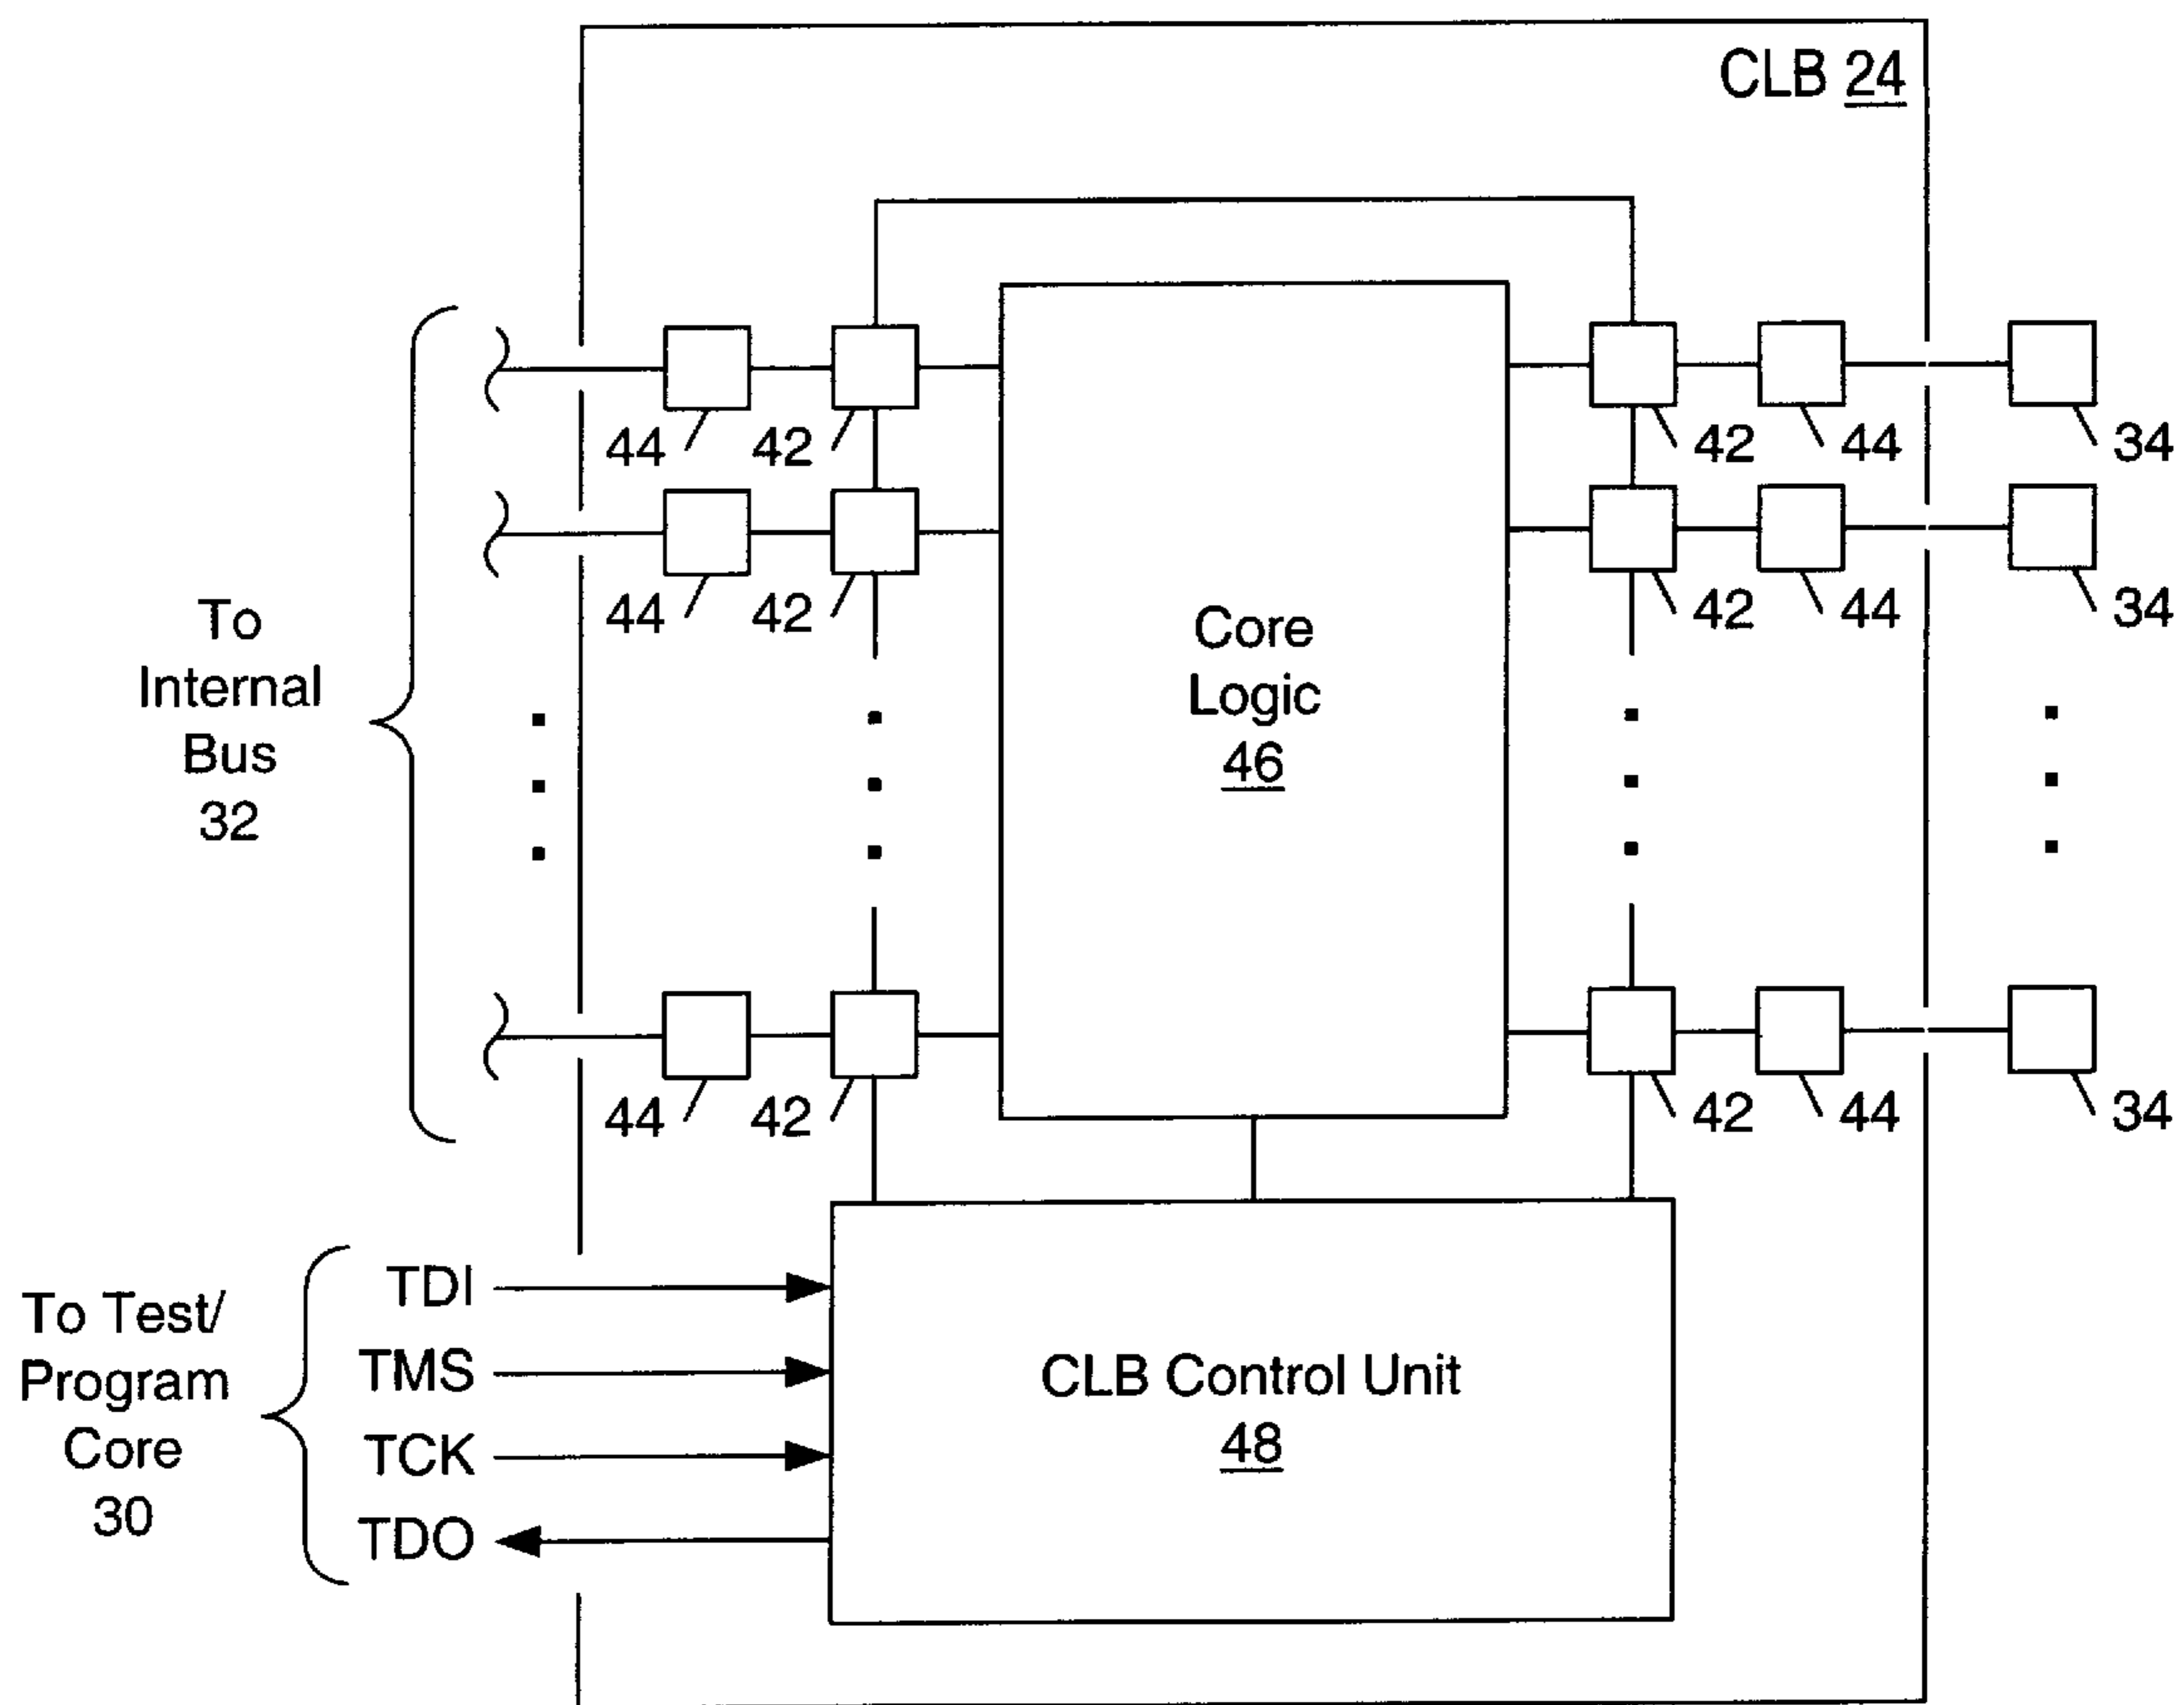 CLB 24
44 42 42 44 34
44 42 42 44 34
To
Internal
Bus
32
Core
Logic
46
44 42 42 44 34
To Test/
Program
Core
30
TDI
TMS
TCK
TDO
CLB Control Unit
48